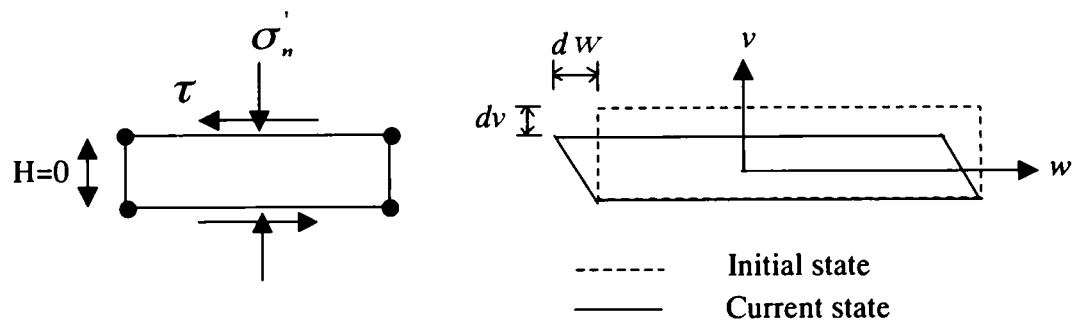 σ'ₙ
τ
H=0
dw
dv
v
w
Initial state
Current state